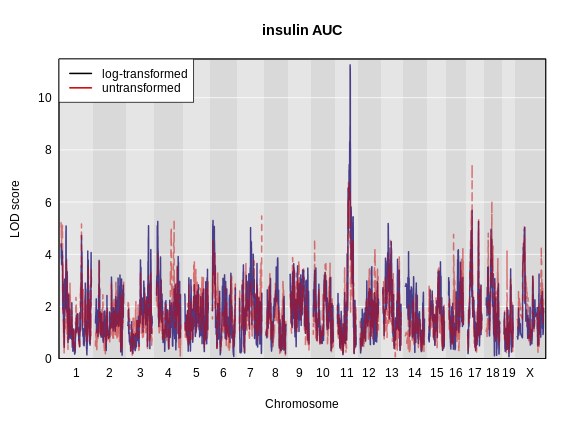 insulin AUC
log-transformed
untransformed
LOD score
10
8
6
4
2
0
1 2 3 4 5 6 7 8 9 10 11 12 13 14 15 16 17 18 19 X
Chromosome